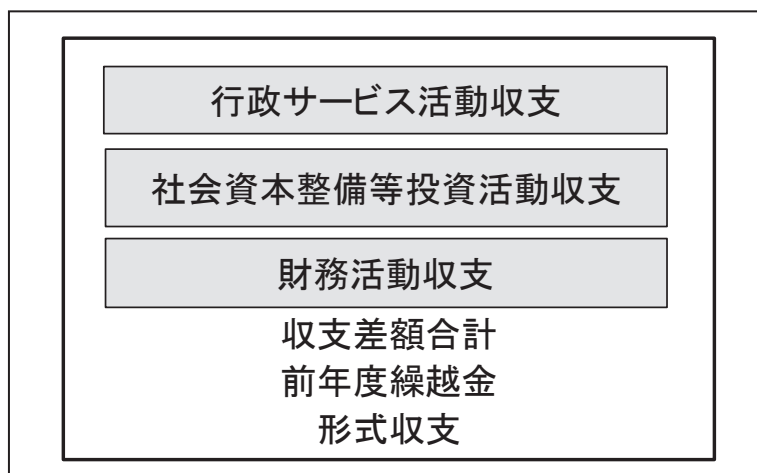 行政サービス活動収支
社会資本整備等投資活動収支
財務活動収支
収支差額合計
前年度繰越金
形式収支